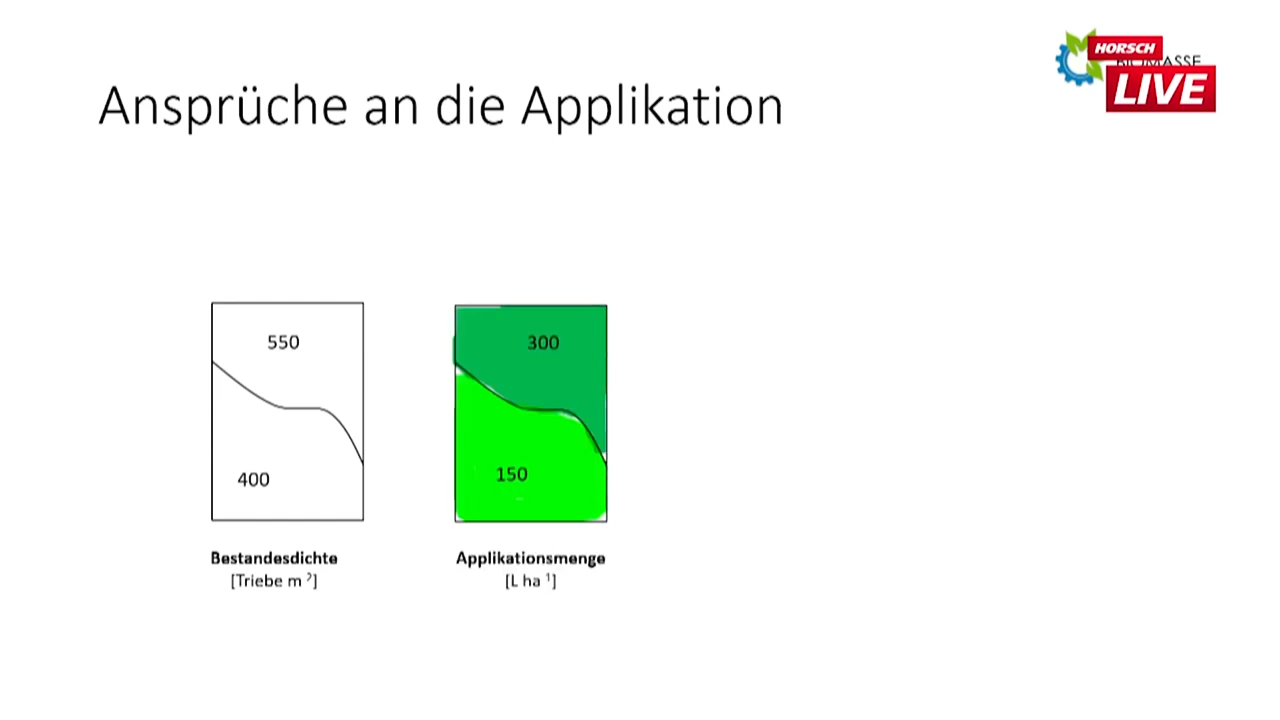 HORSCH
LIVE
Ansprüche an die Applikation
550
400
300
150
Bestandesdichte
[Triebe m ²]
Applikationsmenge
[L ha ¹]